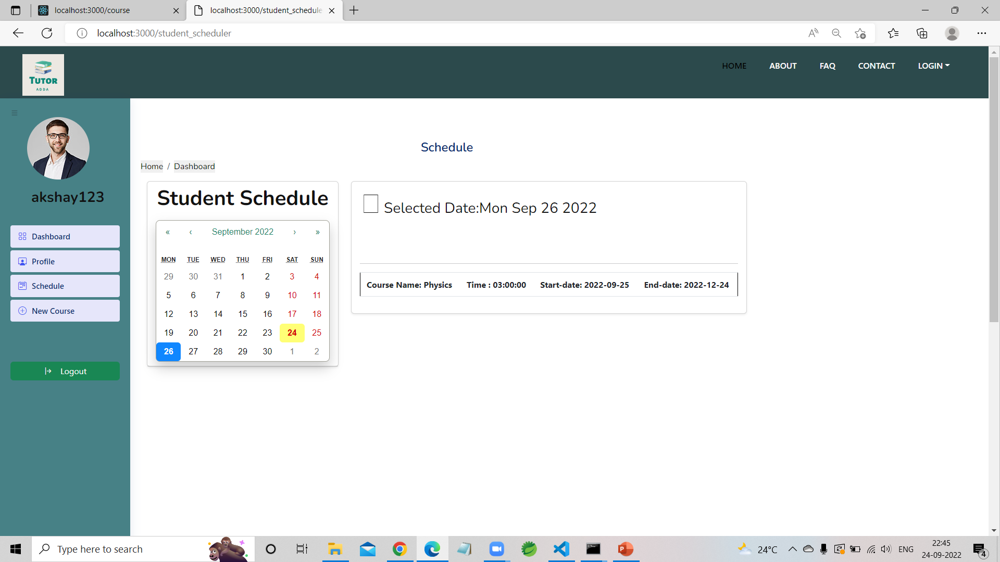 localhost:3000/course
localhost:3000/student_schedule
localhost:3000/student_scheduler
TUTOR
ADDA
HOME ABOUT FAQ CONTACT LOGIN
akshay123
Dashboard
Profile
Schedule
New Course
Logout
Schedule
Home / Dashboard
Student Schedule
« ‹ September 2022 › »
MON TUE WED THU FRI SAT SUN
29 30 31 1 2 3 4
5 6 7 8 9 10 11
12 13 14 15 16 17 18
19 20 21 22 23 24 25
26 27 28 29 30 1 2
Selected Date:Mon Sep 26 2022
Course Name: Physics Time : 03:00:00 Start-date: 2022-09-25 End-date: 2022-12-24
Type here to search
24°C
ENG
22:45
24-09-2022
4